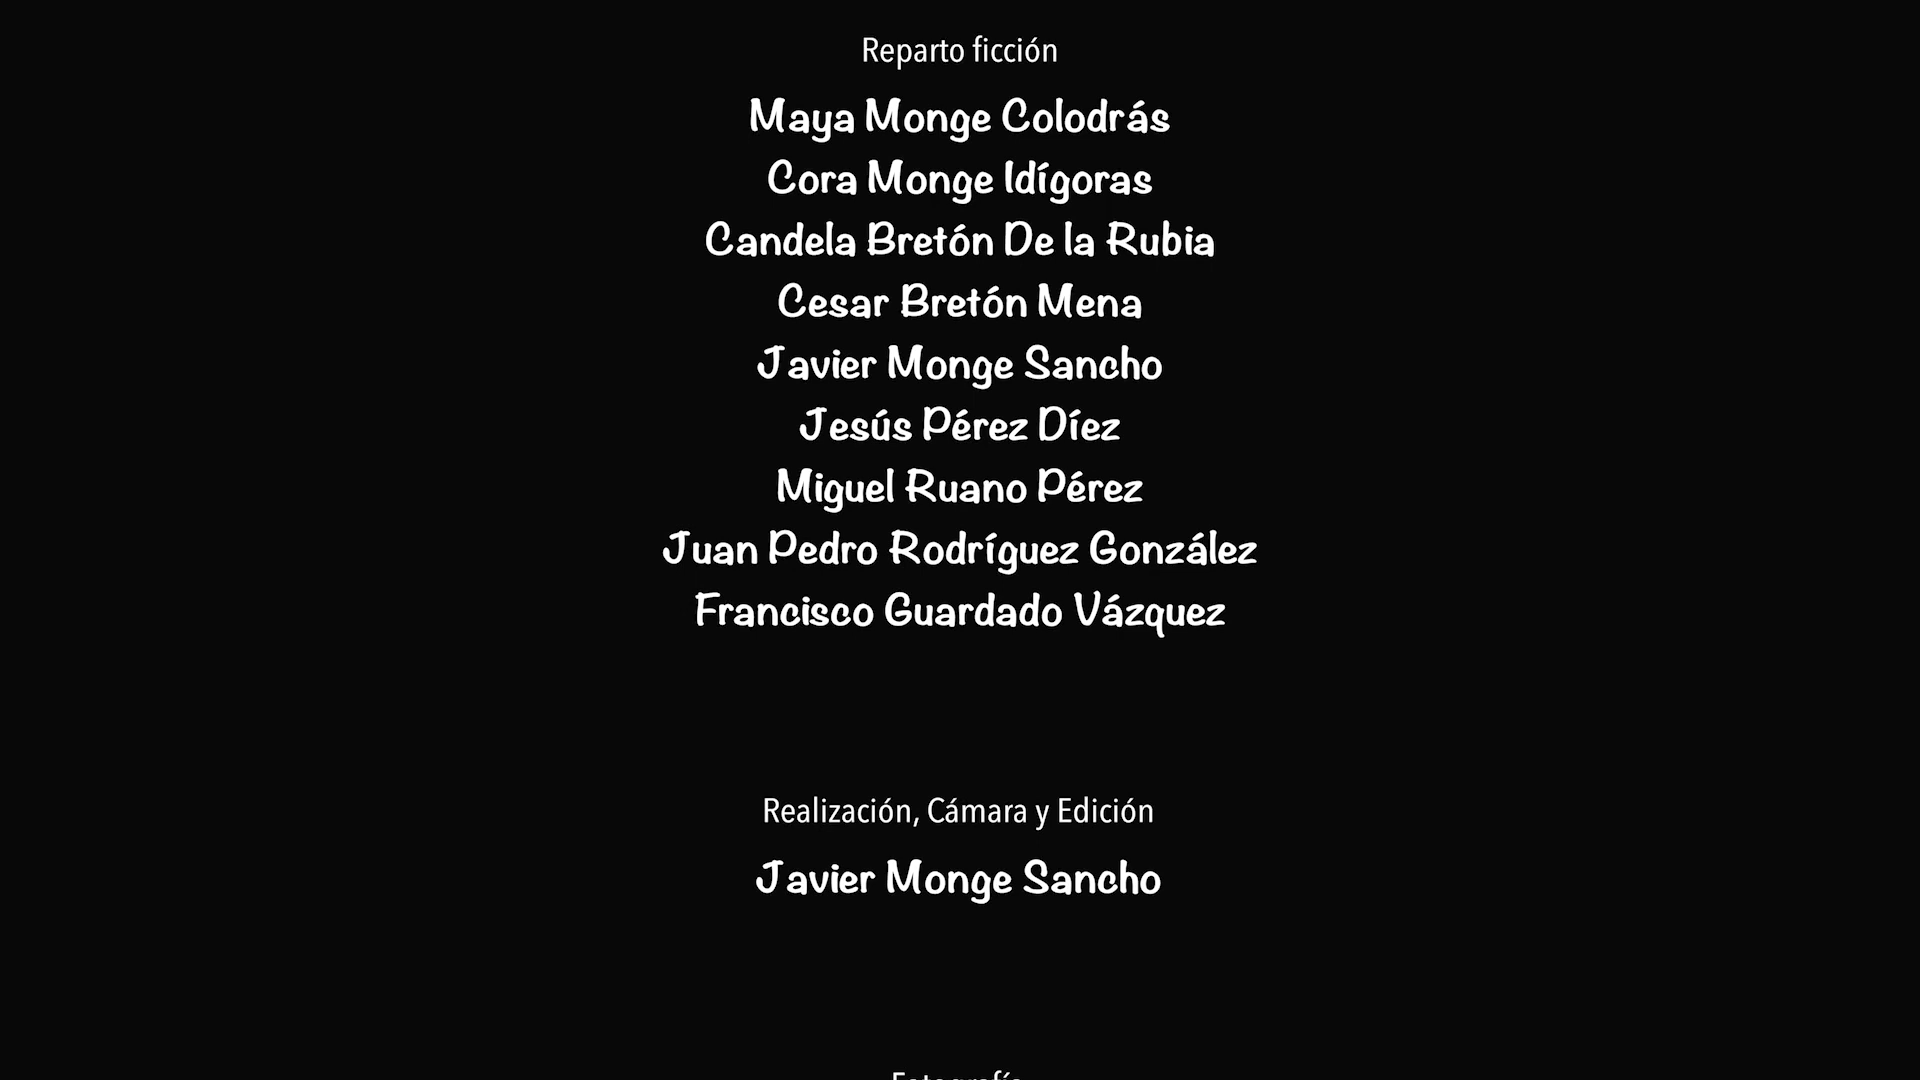 Reparto ficción
Maya Monge Colodrás
Cora Monge Idígoras
Candela Bretón De la Rubia
Cesar Bretón Mena
Javier Monge Sancho
Jesús Pérez Díez
Miguel Ruano Pérez
Juan Pedro Rodríguez González
Francisco Guardado Vázquez
Realización, Cámara y Edición
Javier Monge Sancho
Fotografía